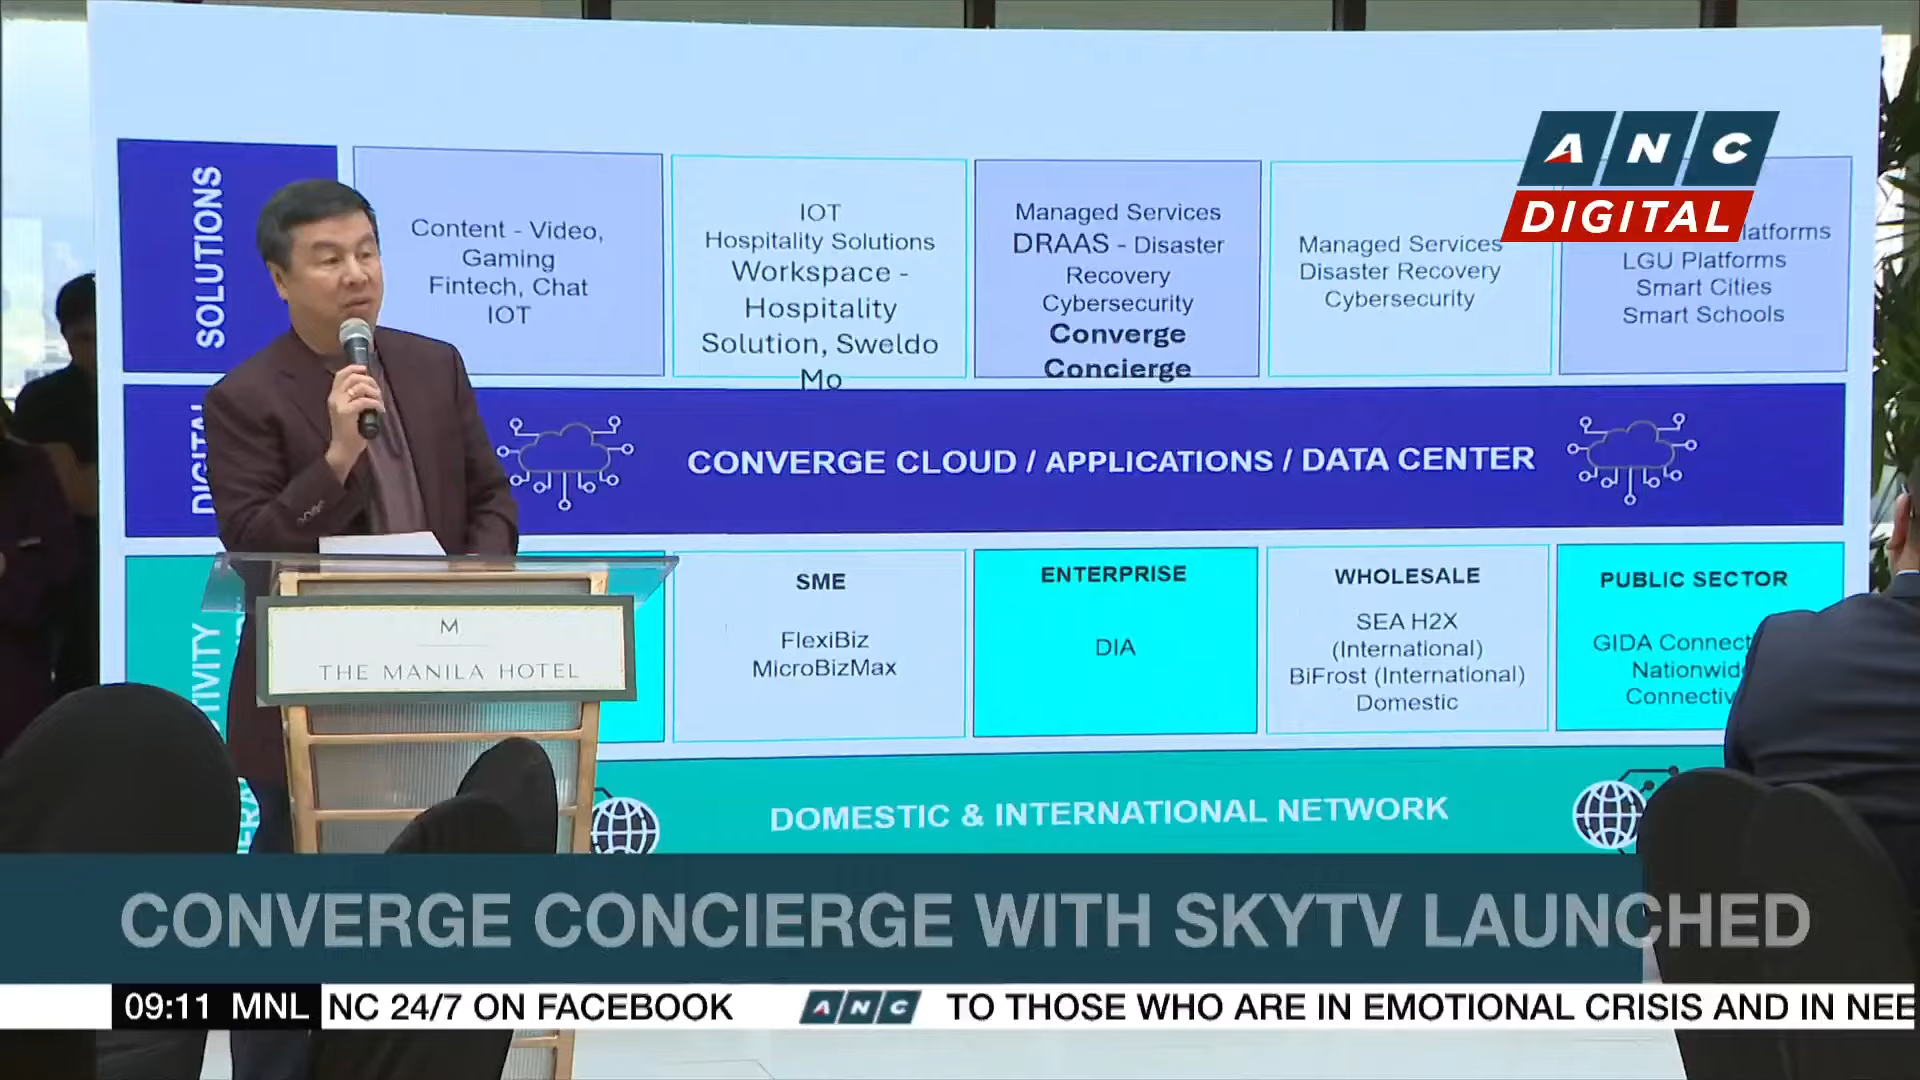 SOLUTIONS
Content - Video,
Gaming
Fintech, Chat
IOT
IOT
Hospitality Solutions
Workspace -
Hospitality
Solution, Sweldo
Mo
Managed Services
DRAAS - Disaster
Recovery
Cybersecurity
Converge
Concierge
Managed Services
Disaster Recovery
Cybersecurity
LGU Platforms
Smart Cities
Smart Schools
ANC
DIGITAL
CONVERGE CLOUD / APPLICATIONS / DATA CENTER
SME
FlexiBiz
MicroBizMax
ENTERPRISE
DIA
WHOLESALE
SEA H2X
(International)
BiFrost (International)
Domestic
PUBLIC SECTOR
GIDA
DOMESTIC & INTERNATIONAL NETWORK
M
THE MANILA HOTEL
CONVERGE CONCIERGE WITH SKYTV LAUNCHED
09:11 MNL NC 24/7 ON FACEBOOK ANC TO THOSE WHO ARE IN EMOTIONAL CRISIS AND IN NEE